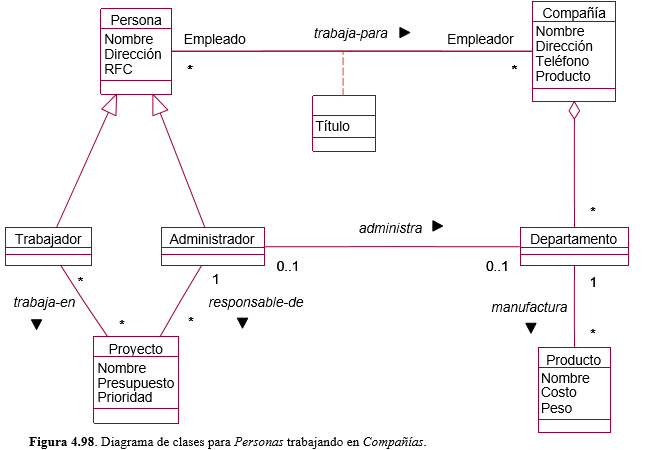 Persona
Nombre
Dirección
RFC
Empleado
*
trabaja-para
Empleador
*
Compañía
Nombre
Dirección
Teléfono
Producto
Título
Trabajador
Administrador
administra
0..1
0..1
*
Departamento
*
trabaja-en
*
1
responsable-de
*
1
manufactura
*
Proyecto
Nombre
Presupuesto
Prioridad
Producto
Nombre
Costo
Peso
Figura 4.98. Diagrama de clases para Personas trabajando en Compañías.